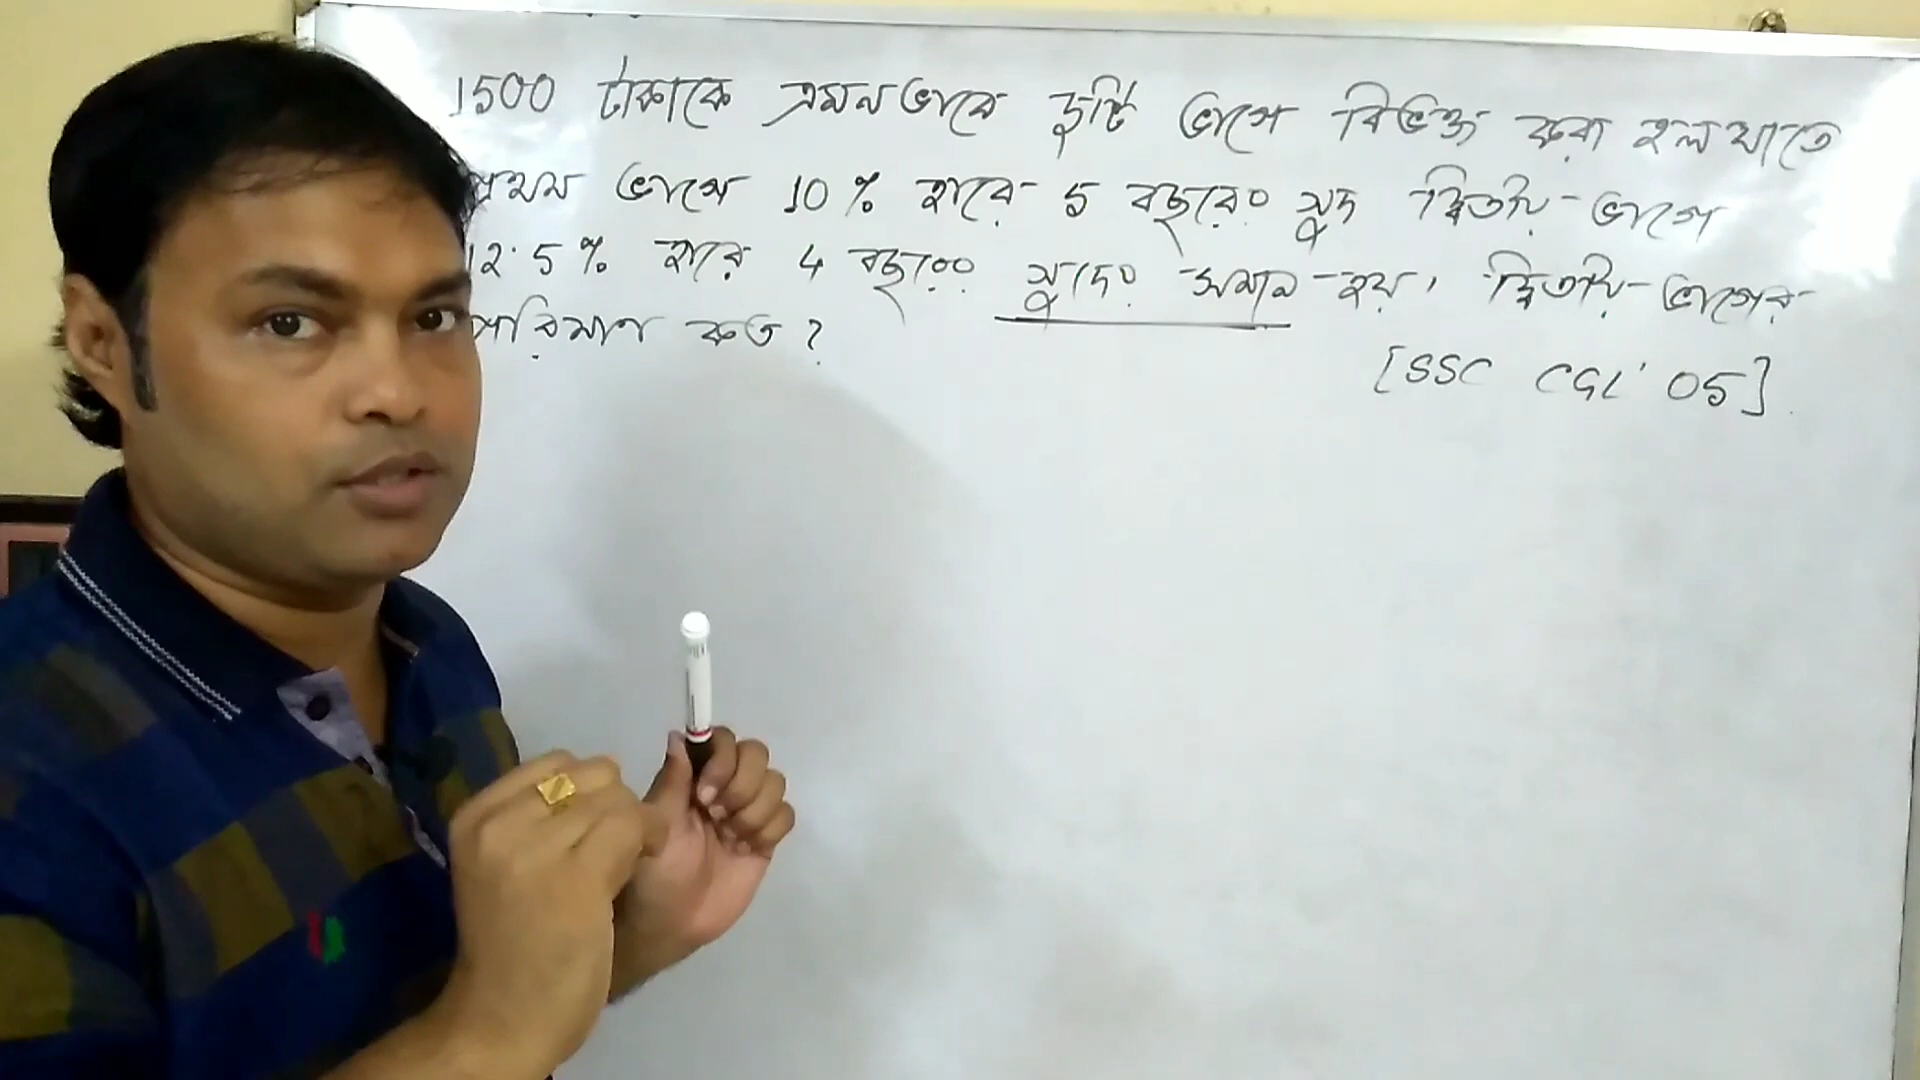 1500 টাকাকে এমনভাবে দুটি ভাগে বিভক্ত করা হল যাতে
প্রথম ভাগে 10% হারে 5 বছরের সুদ দ্বিতীয় ভাগে
12.5% হারে 4 বছরের সুদের সমান হয়, দ্বিতীয় ভাগের
পরিমাণ কত ?
[SSC CGL' 05]